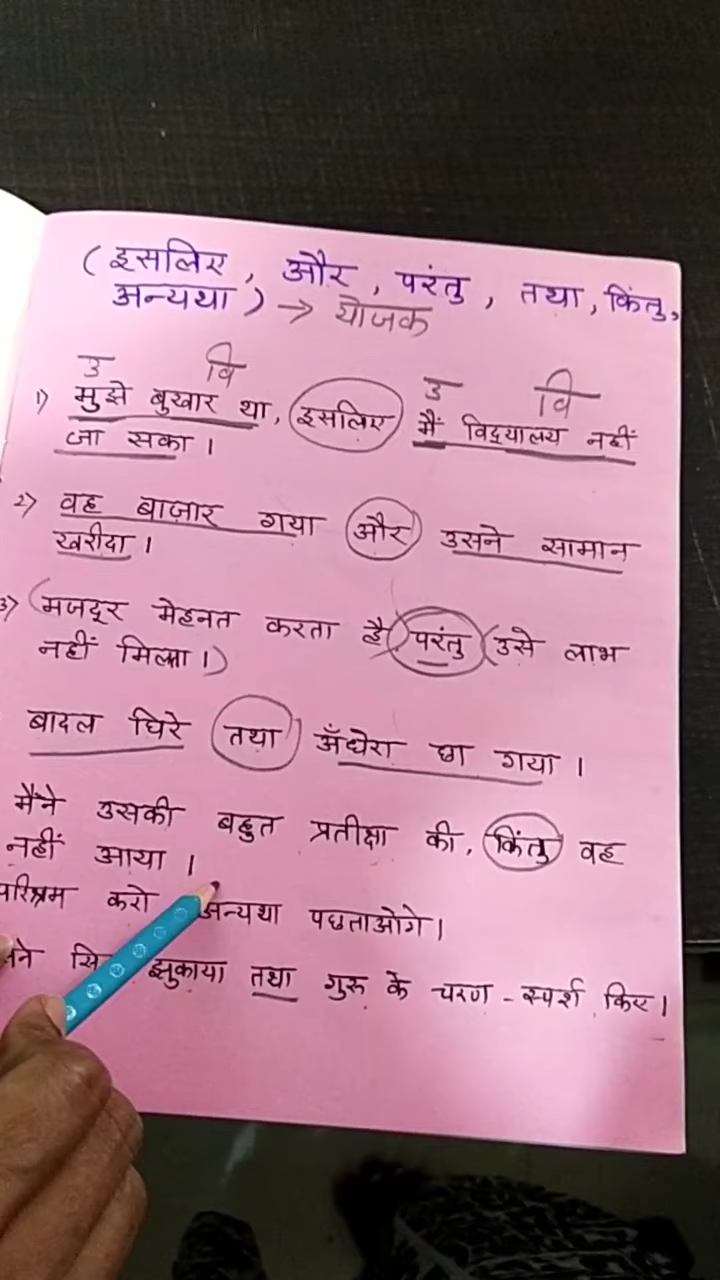 (इसलिए, और, परंतु, तथा, किंतु,
अन्यथा) → योजक
उ वि उ वि
1) मुझे बुखार था, इसलिए मैं विद्यालय नहीं
जा सका।
2) वह बाज़ार गया और उसने सामान
खरीदा।
3) (मजदूर मेहनत करता है) परंतु (उसे लाभ
नहीं मिला।)
बादल घिरे तथा अँधेरा छा गया।
मैंने उसकी बहुत प्रतीक्षा की, किंतु वह
नहीं आया।
परिश्रम करो अन्यथा पछताओगे।
झुकाया तथा गुरु के चरण-स्पर्श किए।